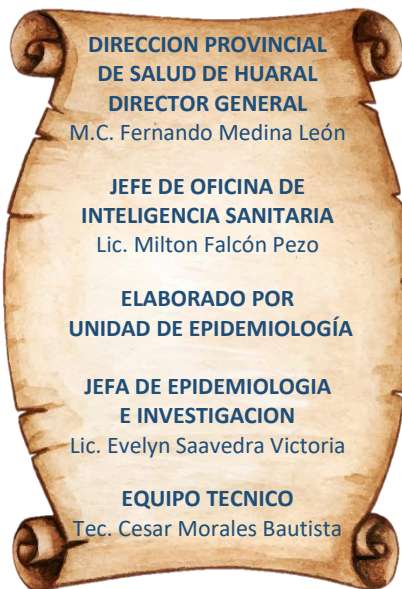 DIRECCION PROVINCIAL
DE SALUD DE HUARAL
DIRECTOR GENERAL
M.C. Fernando Medina León
JEFE DE OFICINA DE
INTELIGENCIA SANITARIA
Lic. Milton Falcón Pezo
ELABORADO POR
UNIDAD DE EPIDEMIOLOGÍA
JEFA DE EPIDEMIOLOGIA
E INVESTIGACION
Lic. Evelyn Saavedra Victoria
EQUIPO TECNICO
Tec. Cesar Morales Bautista